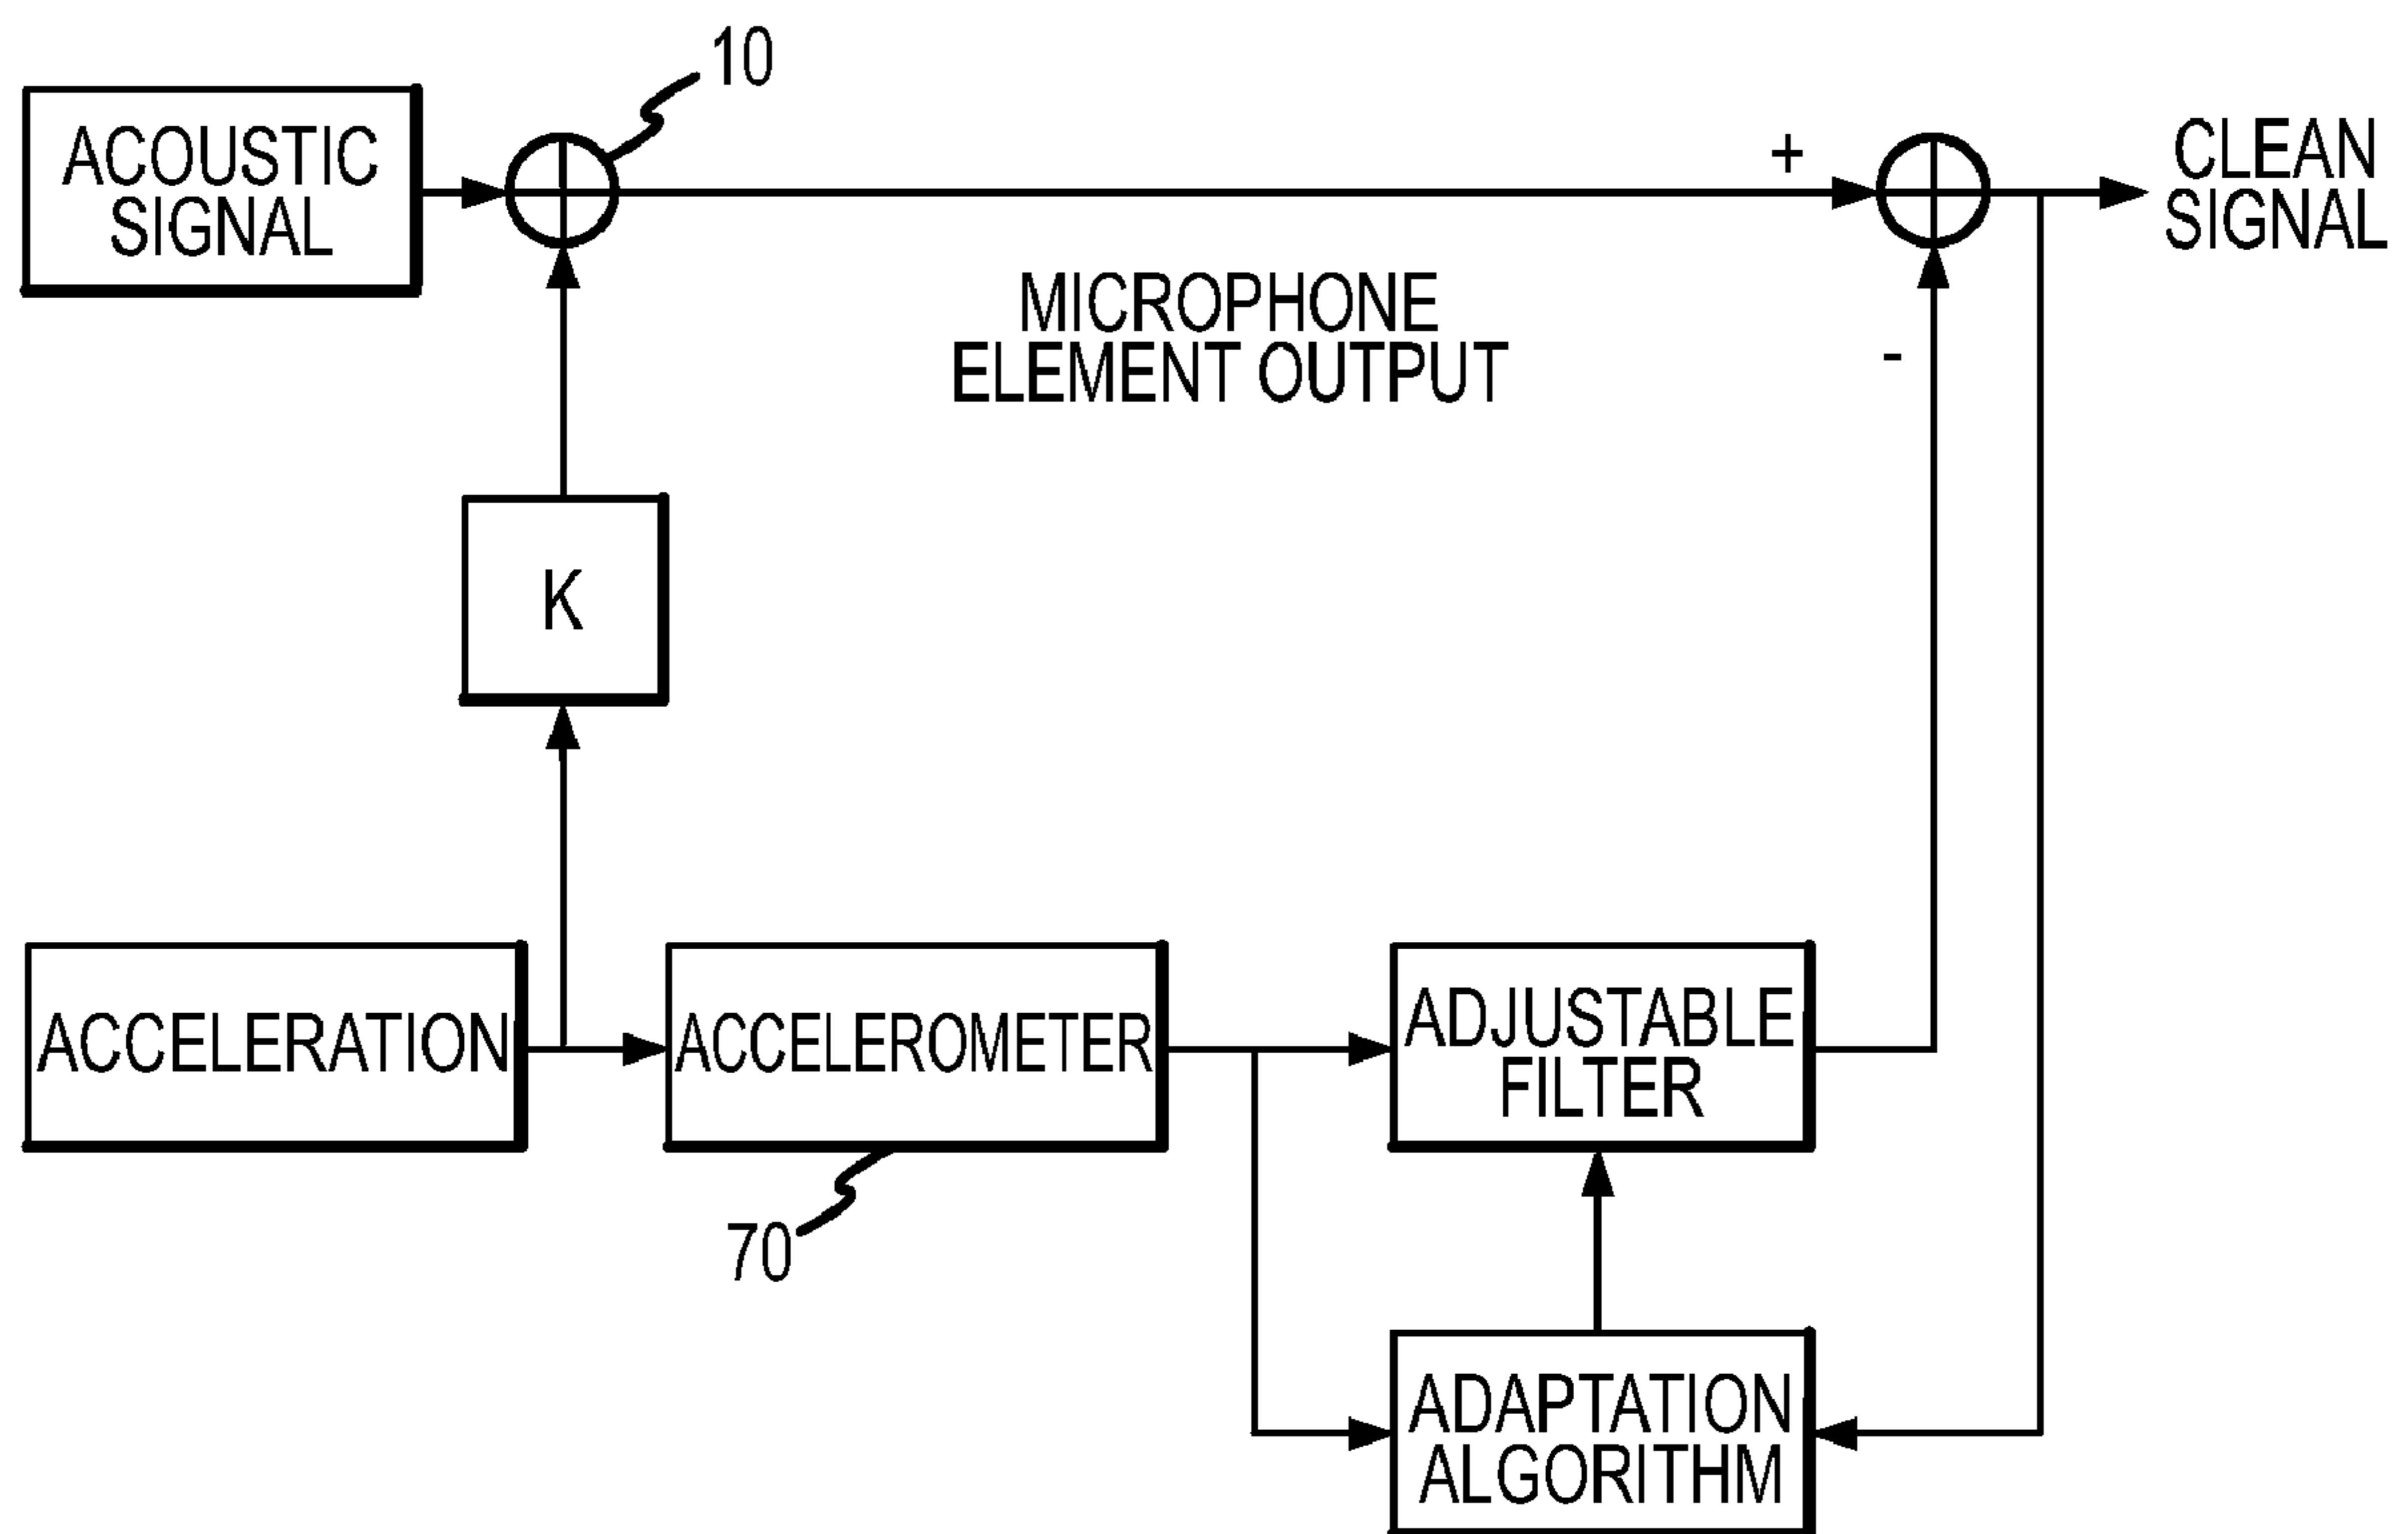 10
ACOUSTIC
SIGNAL
+
CLEAN
SIGNAL
MICROPHONE
ELEMENT OUTPUT
-
K
ACCELERATION
ACCELEROMETER
ADJUSTABLE
FILTER
70
ADAPTATION
ALGORITHM